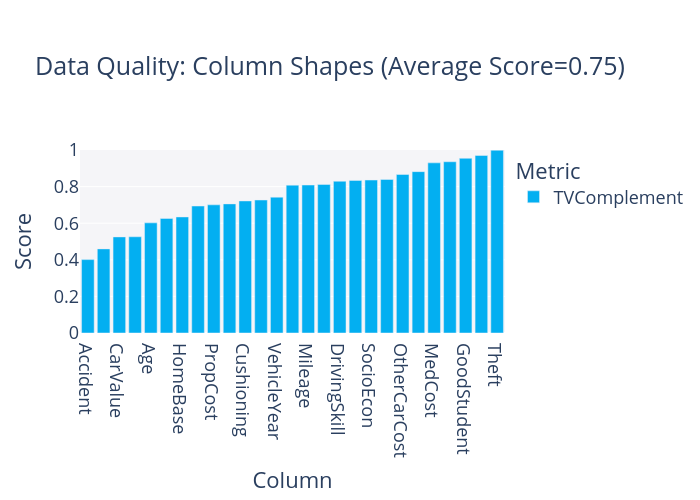 Data Quality: Column Shapes (Average Score=0.75)
Metric
TVComplement
Score
1
0.8
0.6
0.4
0.2
0
Accident
CarValue
Age
HomeBase
PropCost
Cushioning
VehicleYear
Mileage
DrivingSkill
SocioEcon
OtherCarCost
MedCost
GoodStudent
Theft
Column